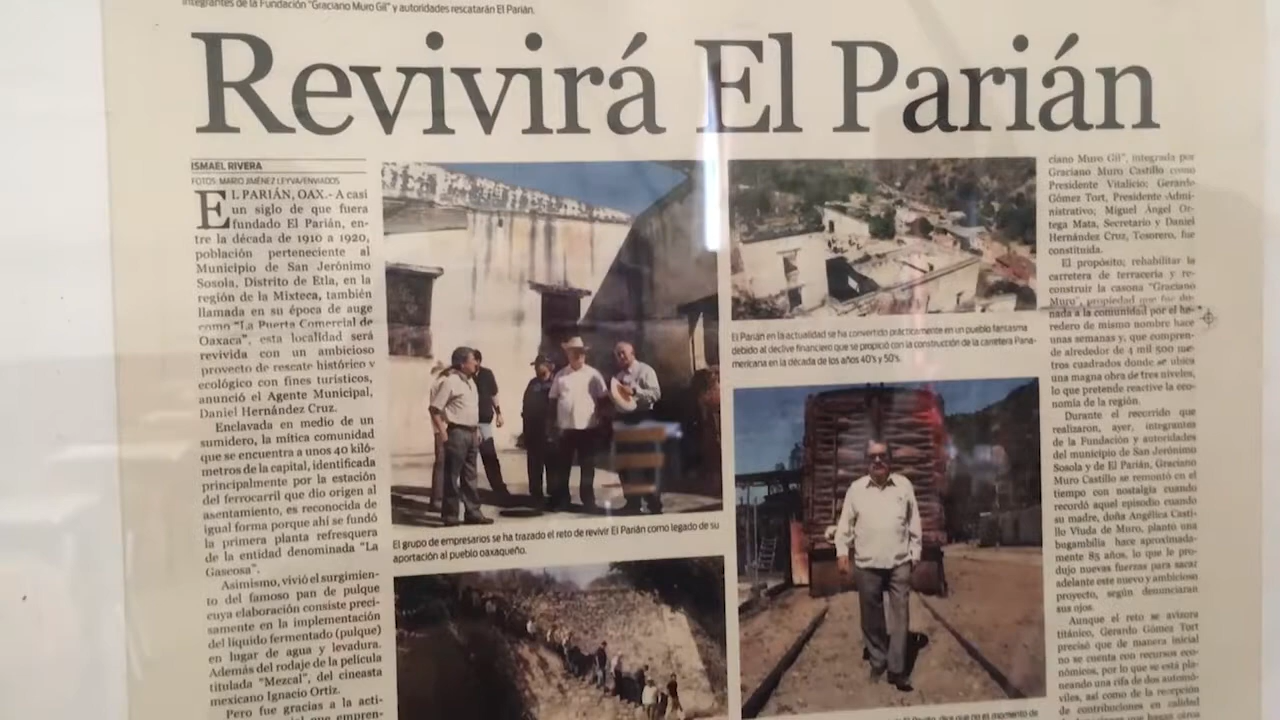 integrantes de la Fundación "Graciano Muro Gil" y autoridades rescatarán El Parián.
Revivirá El Parián
ISMAEL RIVERA
FOTOS: MARIO JIMÉNEZ LEYVA/ENVIADOS
EL PARIÁN, OAX.- A casi
un siglo de que fuera
fundado El Parián, en-
tre la década de 1910 a 1920,
población perteneciente al
Municipio de San Jerónimo
Sosola, Distrito de Etla, en la
región de la Mixteca, también
llamada en su época de auge
como "La Puerta Comercial de
Oaxaca", esta localidad será
revivida con un ambicioso
proyecto de rescate histórico y
ecológico con fines turísticos,
anunció el Agente Municipal,
Daniel Hernández Cruz.
Enclavada en medio de un
sumidero, la mítica comunidad
que se encuentra a unos 40 kiló-
metros de la capital, identificada
principalmente por la estación
del ferrocarril que dio origen al
asentamiento, es reconocida de
igual forma porque ahí se fundó
la primera planta refresquera
de la entidad denominada "La
Gaseosa".
Asimismo, vivió el surgimien-
to del famoso pan de pulque
cuya elaboración consiste preci-
samente en la implementación
del líquido fermentado (pulque)
en lugar de agua y levadura.
Además del rodaje de la película
titulada "Mezcal", del cineasta
mexicano Ignacio Ortiz.
Pero fue gracias a la acti-
que empren-
El grupo de empresarios se ha trazado el reto de revivir El Parián como legado de su
aportación al pueblo oaxaqueño.
El Parián en la actualidad se ha convertido prácticamente en un pueblo fantasma
debido al declive financiero que se propició con la construcción de la carretera Pana-
mericana en la década de los años 40's y 50's.
El Parián, dice que no es momento de
ciano Muro Gil", integrada por
Graciano Muro Castillo como
Presidente Vitalicio; Gerardo
Gómez Tort, Presidente Admi-
nistrativo; Miguel Ángel Or-
tega Mata, Secretario y Daniel
Hernández Cruz, Tesorero, fue
constituida.
El propósito; rehabilitar la
carretera de terracería y re-
construir la casona "Graciano
Muro", propiedad que fue do-
nada a la comunidad por el he-
redero de mismo nombre hace
unas semanas y, que compren-
de alrededor de 4 mil 500 me-
tros cuadrados donde se ubica
una magna obra de tres niveles,
lo que pretende reactive la eco-
nomía de la región.
Durante el recorrido que
realizaron, ayer, integrantes
de la Fundación y autoridades
del municipio de San Jerónimo
Sosola y de El Parián, Graciano
Muro Castillo se remontó en el
tiempo con nostalgia cuando
recordó aquel episodio cuando
su madre, doña Angélica Casti-
llo Viuda de Muro, plantó una
bugambilia hace aproximada-
mente 85 años, lo que le pro-
dujo nuevas fuerzas para sacar
adelante este nuevo y ambicioso
proyecto, según denunciaran
sus ojos.
Aunque el reto se avizora
titánico, Gerardo Gómez Tort
precisó que de manera inicial
no se cuenta con recursos eco-
nómicos, por lo que se está pla-
neando una rifa de dos automó-
viles, así como de la recepción
de contribuciones en calidad